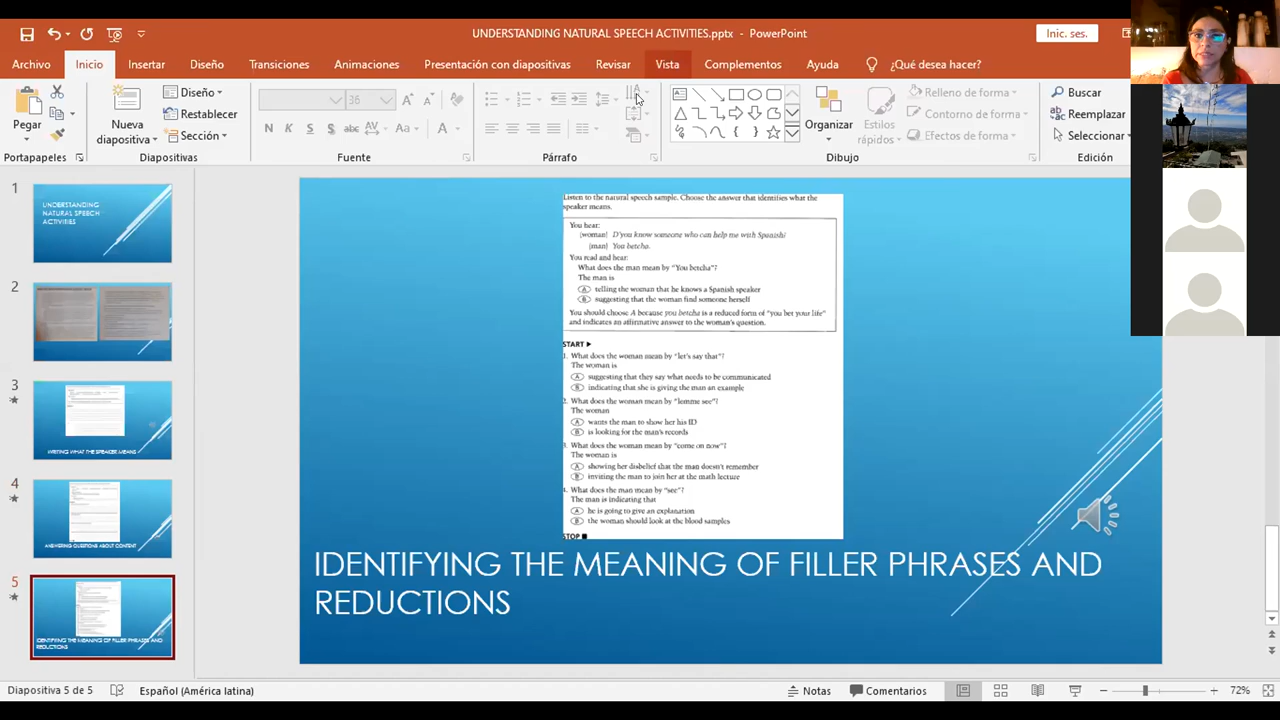 UNDERSTANDING NATURAL SPEECH ACTIVITIES.pptx - PowerPoint
Inic. ses.
Archivo Inicio Insertar Diseño Transiciones Animaciones Presentación con diapositivas Revisar Vista Complementos Ayuda ¿Qué desea hacer?
Pegar
Portapapeles
Nueva diapositiva
Diseño
Restablecer
Sección
Diapositivas
36
N K S abc AV Aa A
Fuente
Párrafo
Organizar
Estilos rápidos
Relleno de forma
Contorno de forma
Efectos de forma
Dibujo
Buscar
Reemplazar
Seleccionar
Edición
1
UNDERSTANDING
NATURAL SPEECH
ACTIVITIES
2
3
WRITING WHAT THE SPEAKER MEANS
4
ANSWERING QUESTIONS ABOUT CONTENT
5
IDENTIFYING THE MEANING OF FILLER PHRASES AND
REDUCTIONS
Listen to the natural speech sample. Choose the answer that identifies what the
speaker means.
You hear:
(woman) D'you know someone who can help me with Spanish?
(man) You betcha.
You read and hear:
What does the man mean by "You betcha"?
The man is
A telling the woman that he knows a Spanish speaker
B suggesting that the woman find someone herself
You should choose A because you betcha is a reduced form of "you bet your life"
and indicates an affirmative answer to the woman's question.
START ▶
1. What does the woman mean by "let's say that"?
The woman is
A suggesting that they say what needs to be communicated
B indicating that she is giving the man an example
2. What does the woman mean by "lemme see"?
The woman
A wants the man to show her his ID
B is looking for the man's records
3. What does the woman mean by "come on now"?
The woman is
A showing her disbelief that the man doesn't remember
B inviting the man to join her at the math lecture
4. What does the man mean by "see"?
The man is indicating that
A he is going to give an explanation
B the woman should look at the blood samples
STOP ■
IDENTIFYING THE MEANING OF FILLER PHRASES AND
REDUCTIONS
Diapositiva 5 de 5 Español (América latina) Notas Comentarios 72%